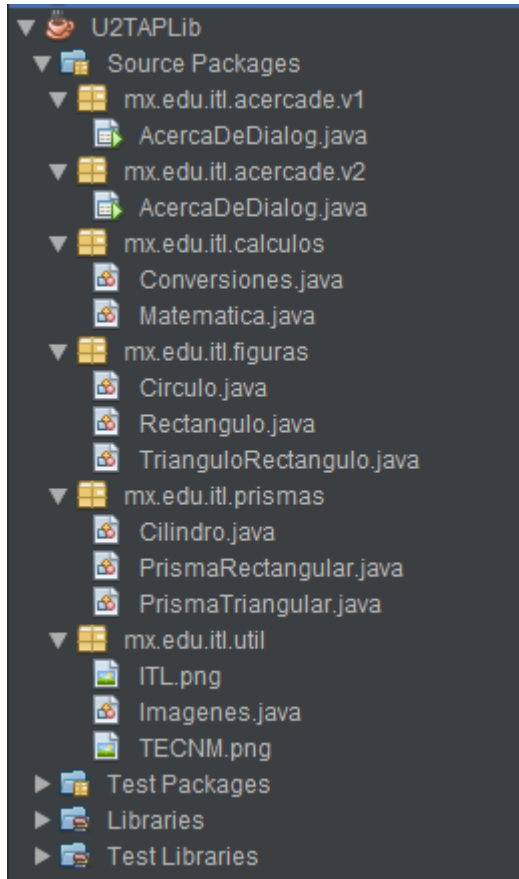 U2TAPLib
Source Packages
mx.edu.itl.acercade.v1
AcercaDeDialog.java
mx.edu.itl.acercade.v2
AcercaDeDialog.java
mx.edu.itl.calculos
Conversiones.java
Matematica.java
mx.edu.itl.figuras
Circulo.java
Rectangulo.java
TrianguloRectangulo.java
mx.edu.itl.prismas
Cilindro.java
PrismaRectangular.java
PrismaTriangular.java
mx.edu.itl.util
ITL.png
Imagenes.java
TECNM.png
Test Packages
Libraries
Test Libraries